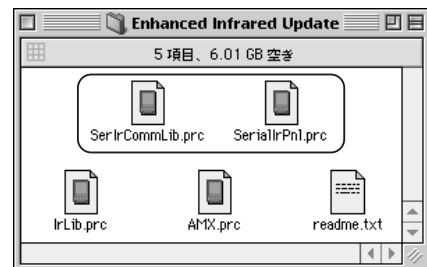 Enhanced Infrared Update
5 項目、6.01 GB 空き
SerIrCommLib.prc
SerialIrPnl.prc
IrLib.prc
AMX.prc
readme.txt